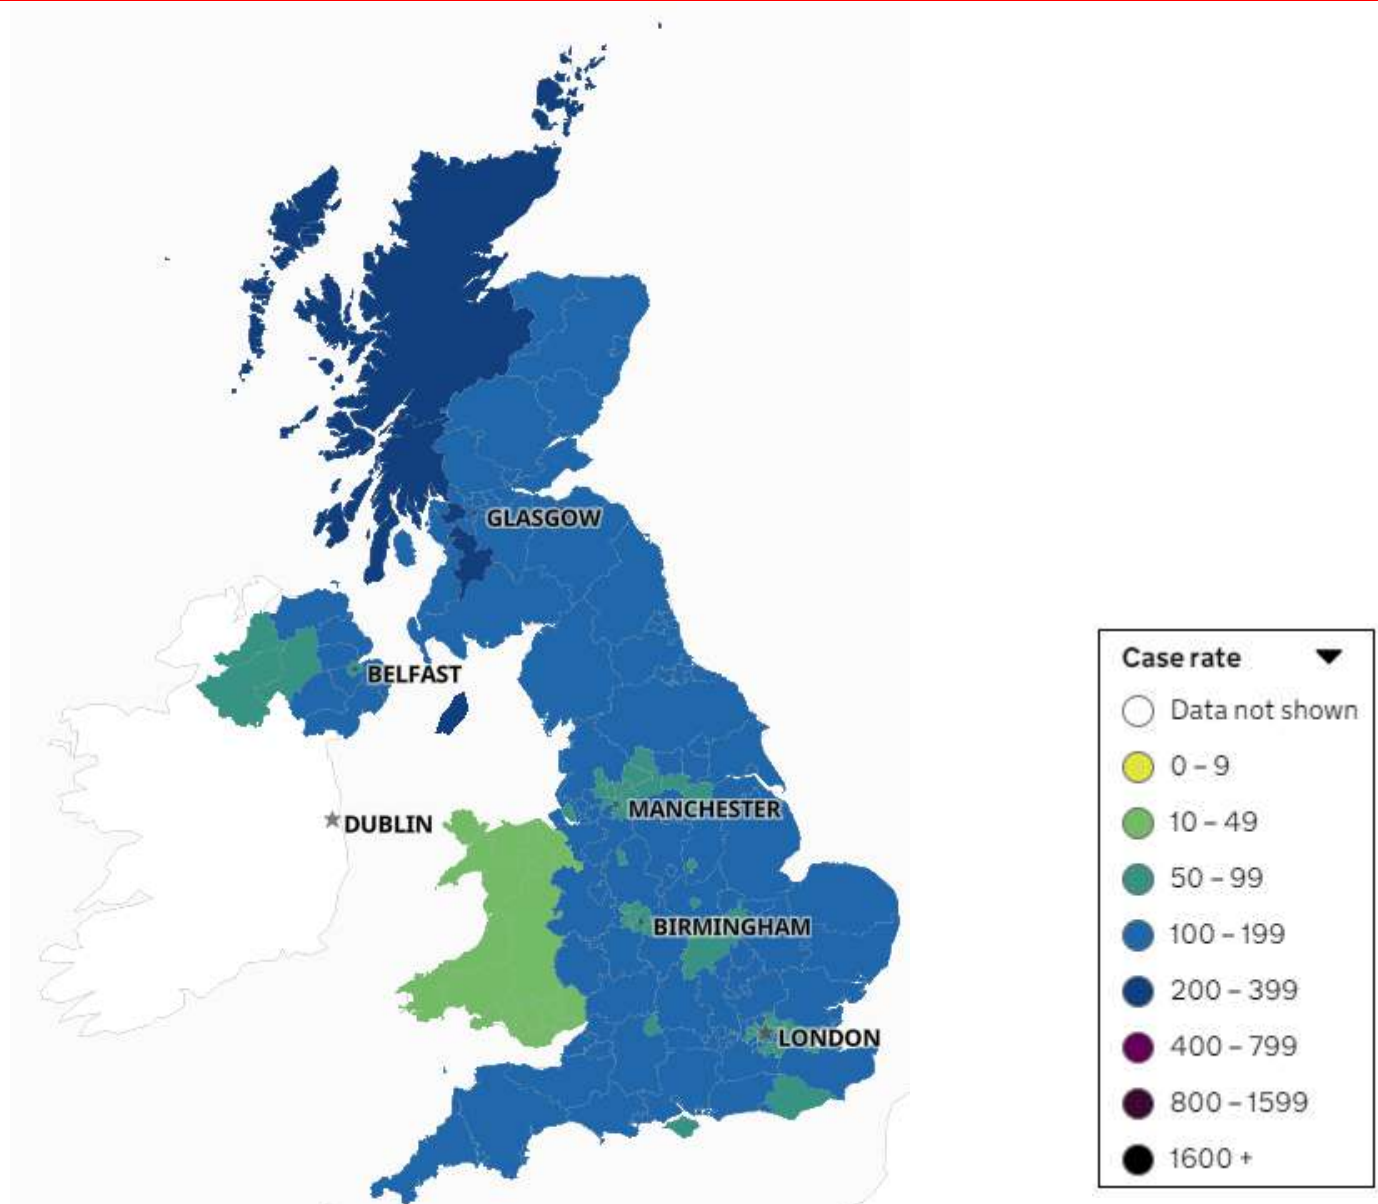 GLASGOW
BELFAST
DUBLIN
MANCHESTER
BIRMINGHAM
LONDON
Case rate
Data not shown
0 – 9
10 – 49
50 – 99
100 – 199
200 – 399
400 – 799
800 – 1599
1600 +